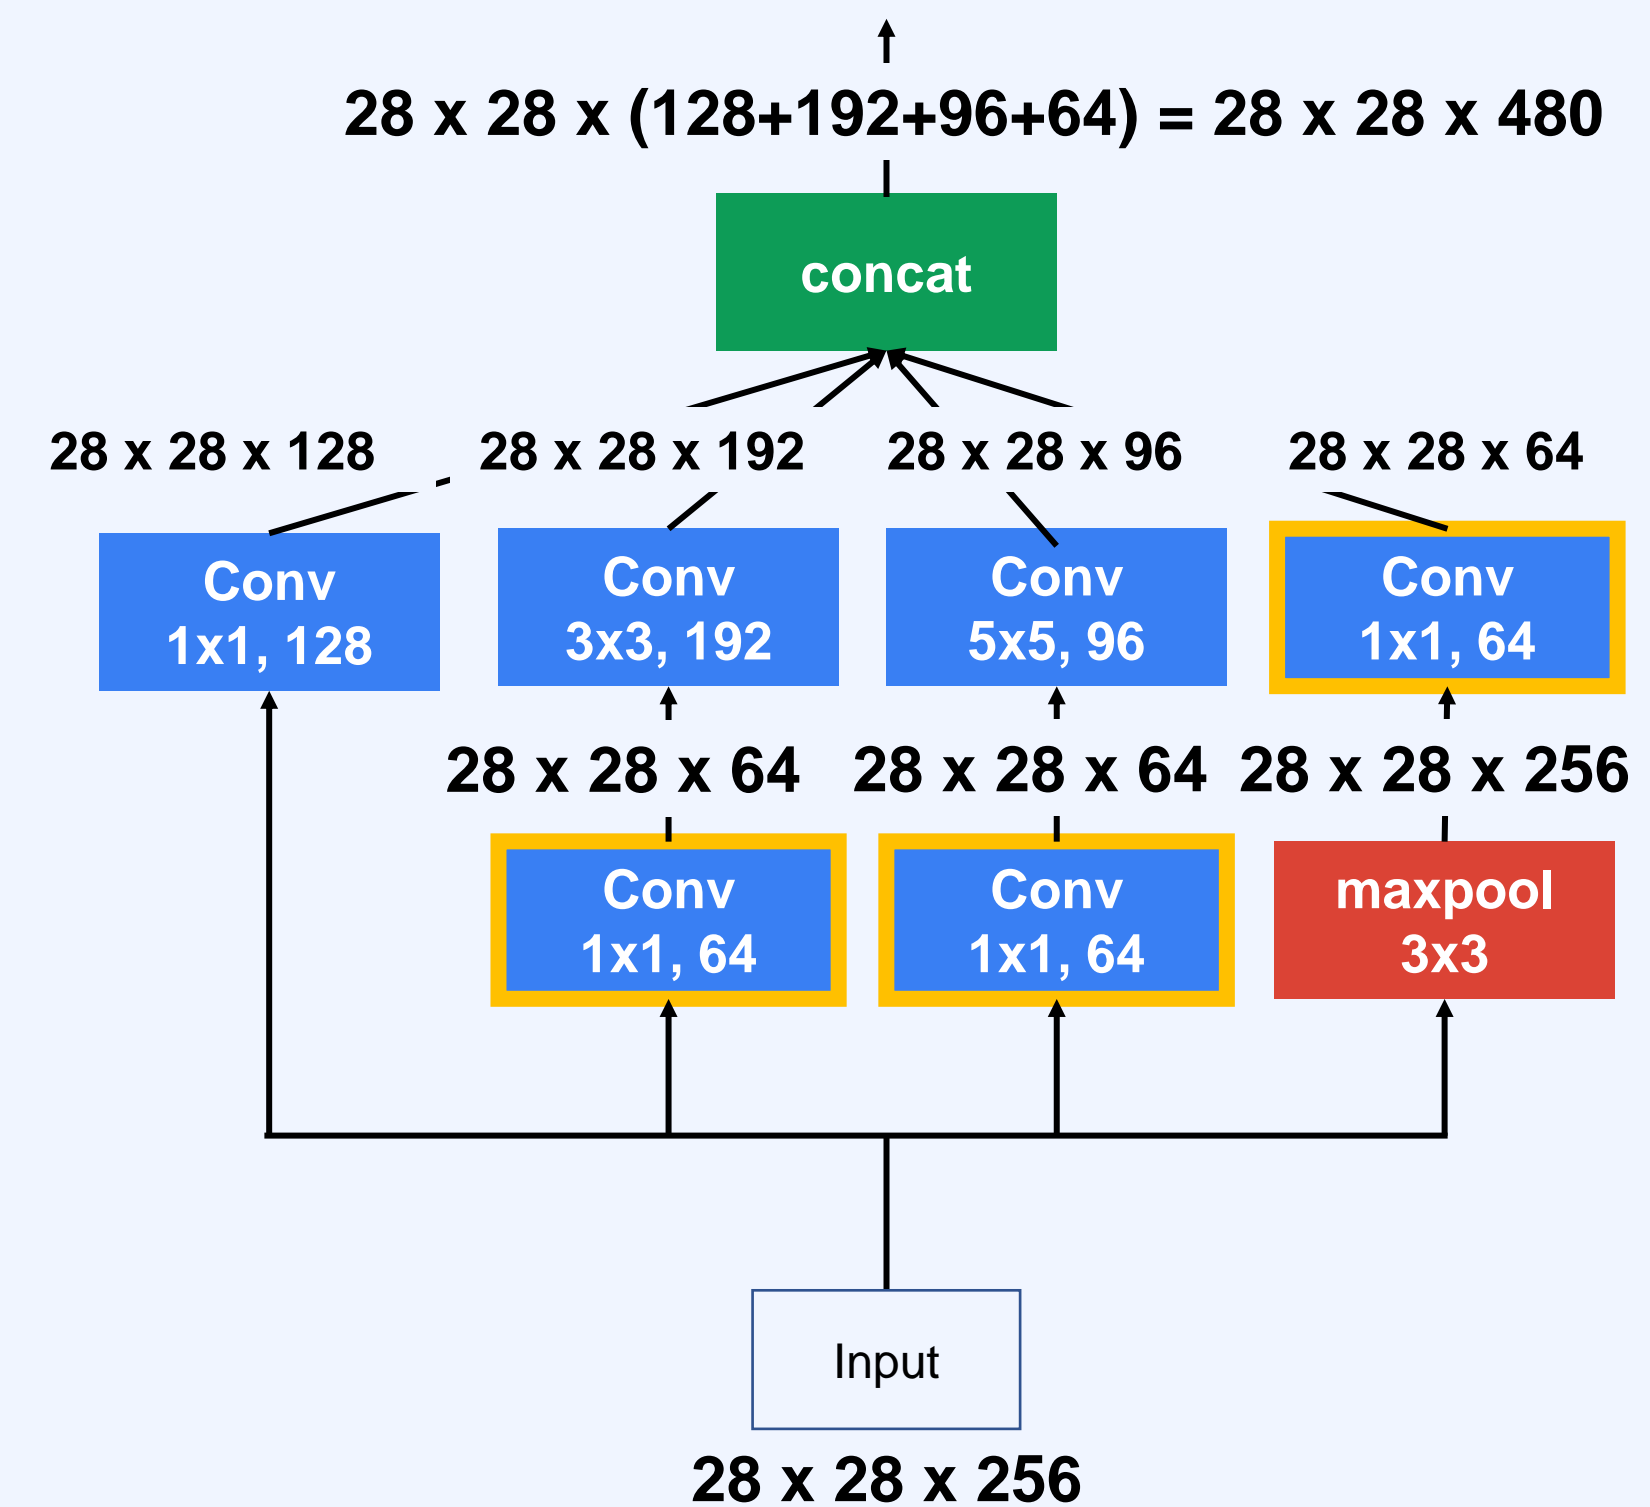 28 x 28 x (128+192+96+64) = 28 x 28 x 480
concat
28 x 28 x 128
28 x 28 x 192
28 x 28 x 96
28 x 28 x 64
Conv
1x1, 128
Conv
3x3, 192
Conv
5x5, 96
Conv
1x1, 64
28 x 28 x 64
28 x 28 x 64
28 x 28 x 256
Conv
1x1, 64
Conv
1x1, 64
maxpool
3x3
Input
28 x 28 x 256